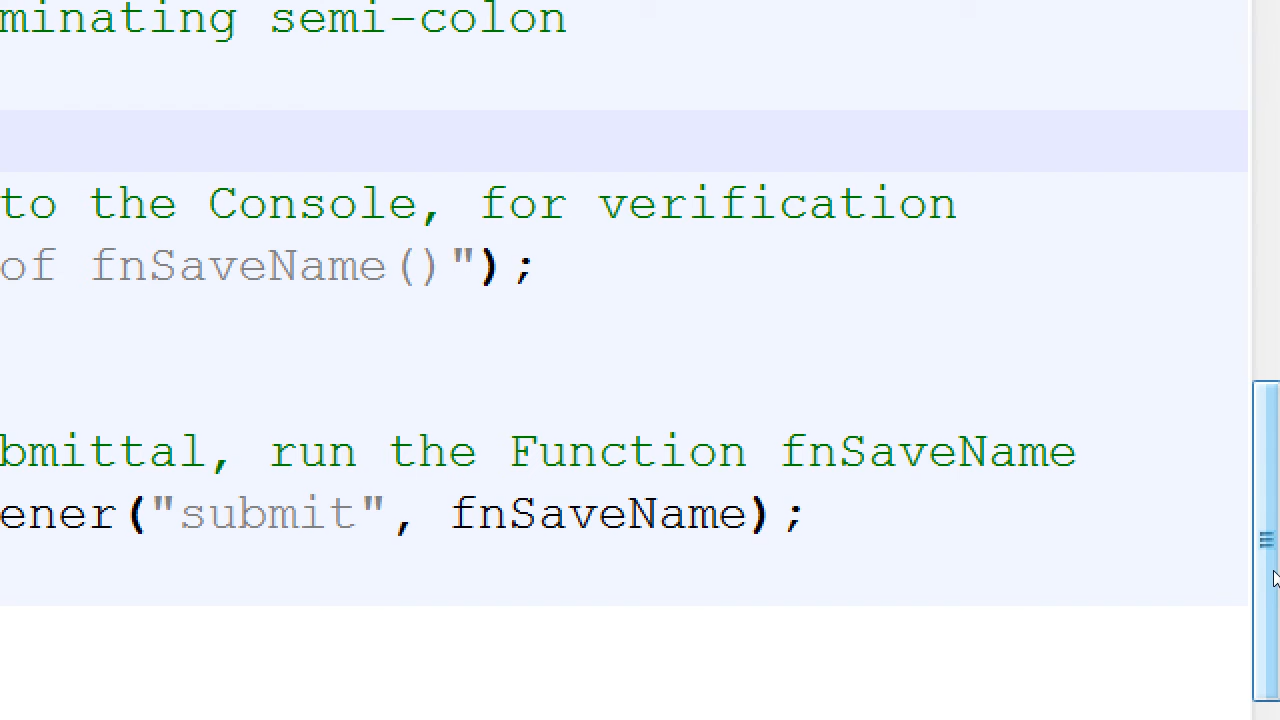 minating semi-colon
to the Console, for verification
of fnSaveName()");
bmittal, run the Function fnSaveName
ener("submit", fnSaveName);